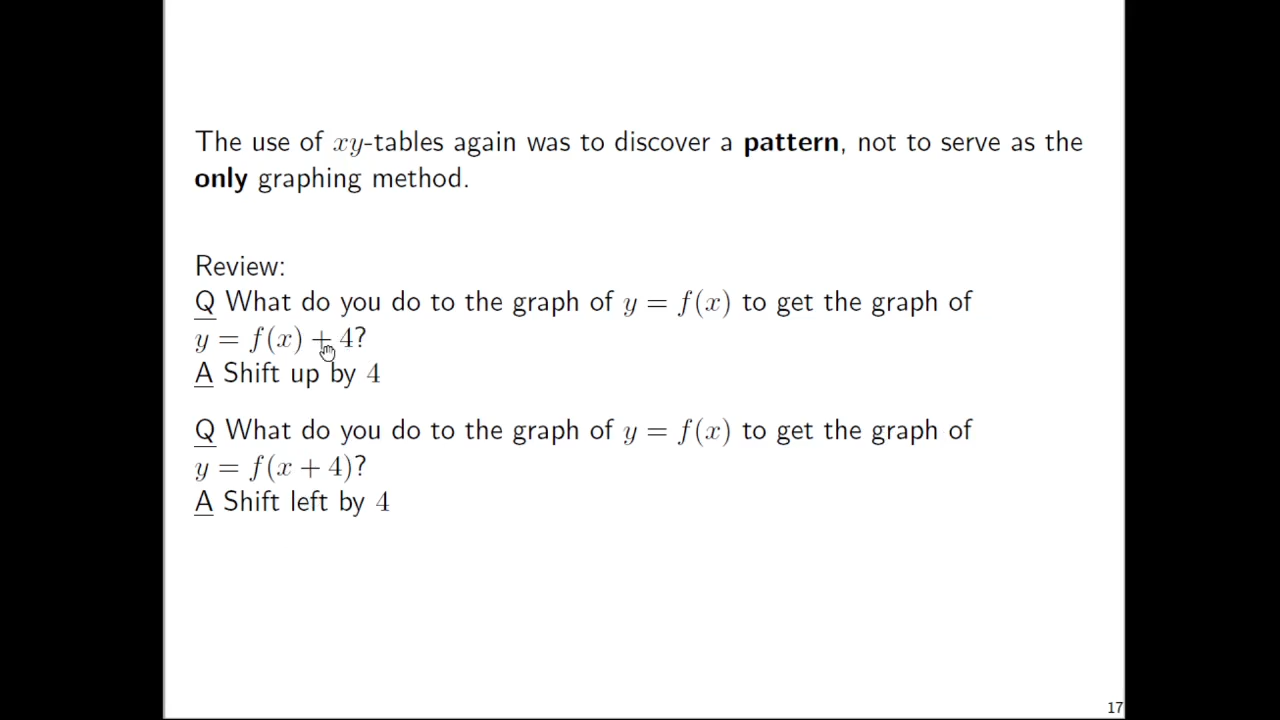 The use of xy-tables again was to discover a pattern, not to serve as the
only graphing method.
Review:
Q What do you do to the graph of y = f(x) to get the graph of
y = f(x) + 4?
A Shift up by 4
Q What do you do to the graph of y = f(x) to get the graph of
y = f(x + 4)?
A Shift left by 4
17